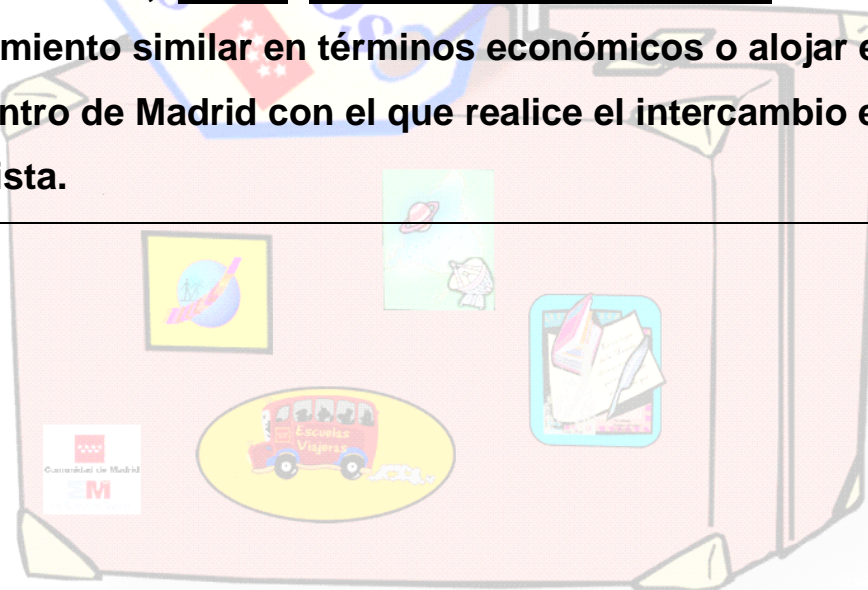 miento similar en términos económicos o alojar e
ntro de Madrid con el que realice el intercambio e
ista.
Escuelas
Viajeras
Comunidad de Madrid
M